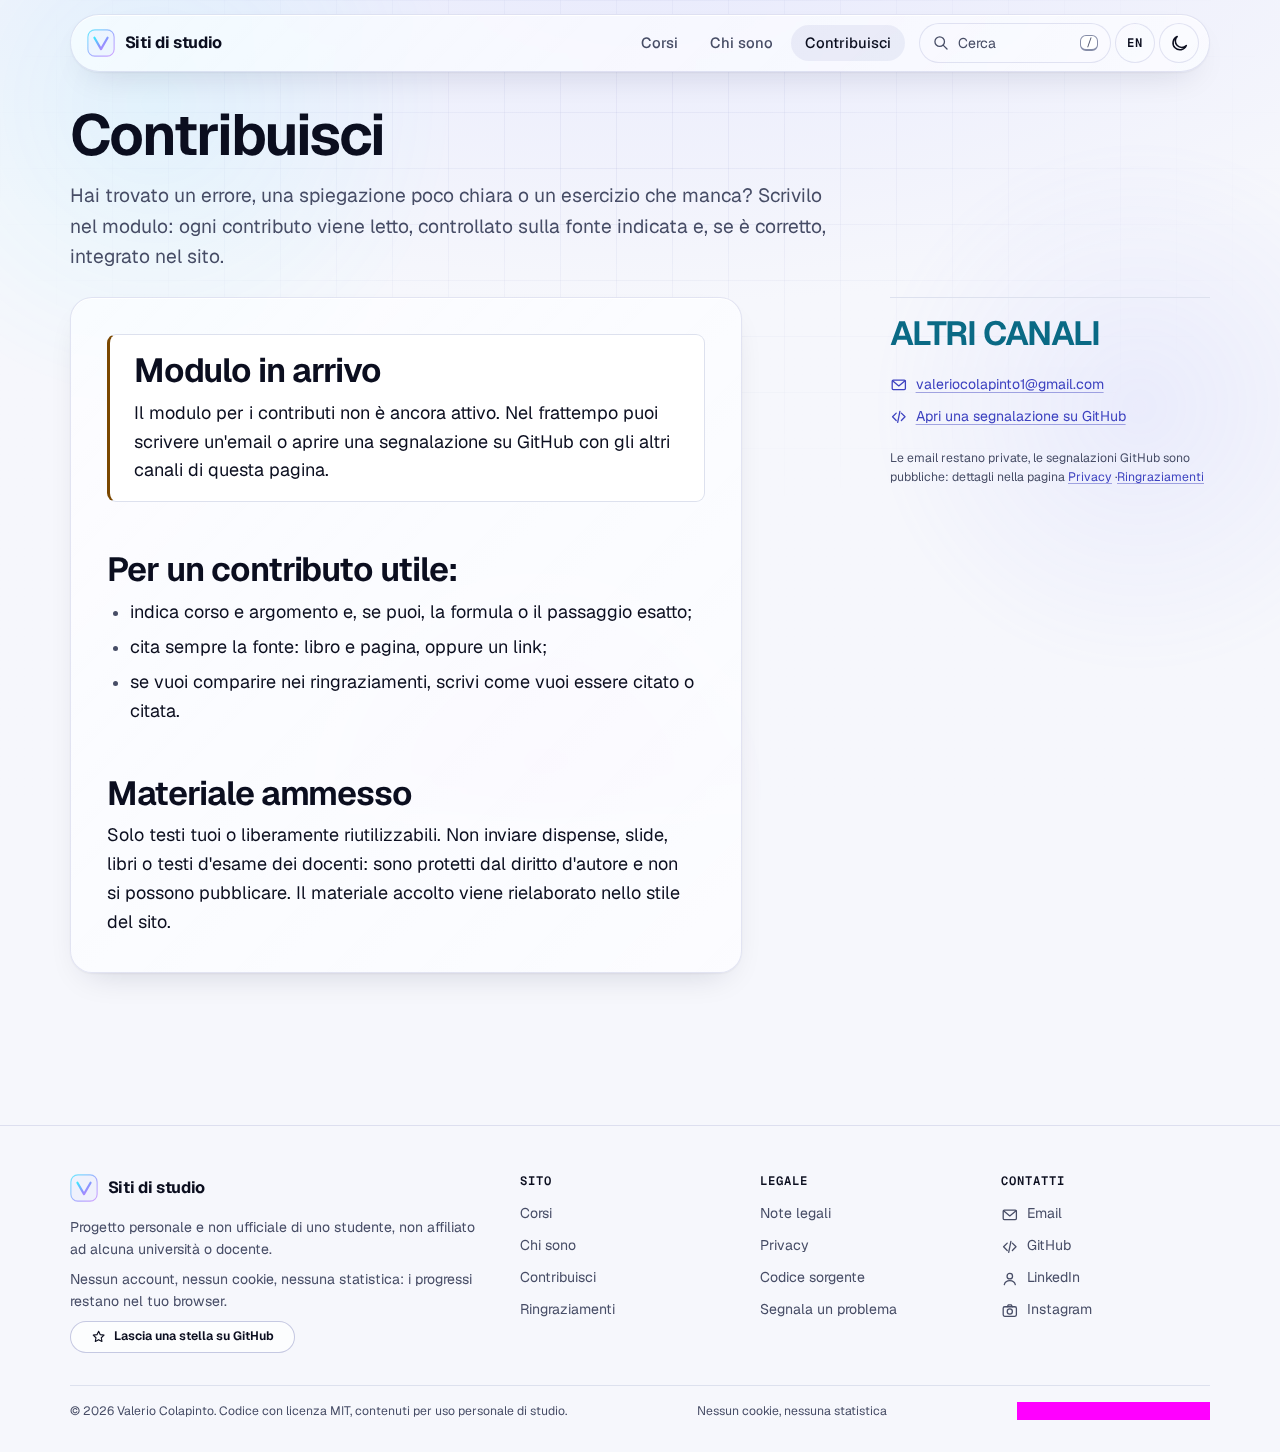 Siti di studio
Corsi
Chi sono
Contribuisci
Cerca
/
EN
Contribuisci
Hai trovato un errore, una spiegazione poco chiara o un esercizio che manca? Scrivilo
nel modulo: ogni contributo viene letto, controllato sulla fonte indicata e, se è corretto,
integrato nel sito.
Modulo in arrivo
Il modulo per i contributi non è ancora attivo. Nel frattempo puoi
scrivere un'email o aprire una segnalazione su GitHub con gli altri
canali di questa pagina.
Per un contributo utile:
• indica corso e argomento e, se puoi, la formula o il passaggio esatto;
• cita sempre la fonte: libro e pagina, oppure un link;
• se vuoi comparire nei ringraziamenti, scrivi come vuoi essere citato o
citata.
Materiale ammesso
Solo testi tuoi o liberamente riutilizzabili. Non inviare dispense, slide,
libri o testi d'esame dei docenti: sono protetti dal diritto d'autore e non
si possono pubblicare. Il materiale accolto viene rielaborato nello stile
del sito.
ALTRI CANALI
valeriocolapinto1@gmail.com
Apri una segnalazione su GitHub
Le email restano private, le segnalazioni GitHub sono
pubbliche: dettagli nella pagina Privacy ·Ringraziamenti
Siti di studio
Progetto personale e non ufficiale di uno studente, non affiliato
ad alcuna università o docente.
Nessun account, nessun cookie, nessuna statistica: i progressi
restano nel tuo browser.
Lascia una stella su GitHub
SITO
Corsi
Chi sono
Contribuisci
Ringraziamenti
LEGALE
Note legali
Privacy
Codice sorgente
Segnala un problema
CONTATTI
Email
GitHub
LinkedIn
Instagram
© 2026 Valerio Colapinto. Codice con licenza MIT, contenuti per uso personale di studio.
Nessun cookie, nessuna statistica